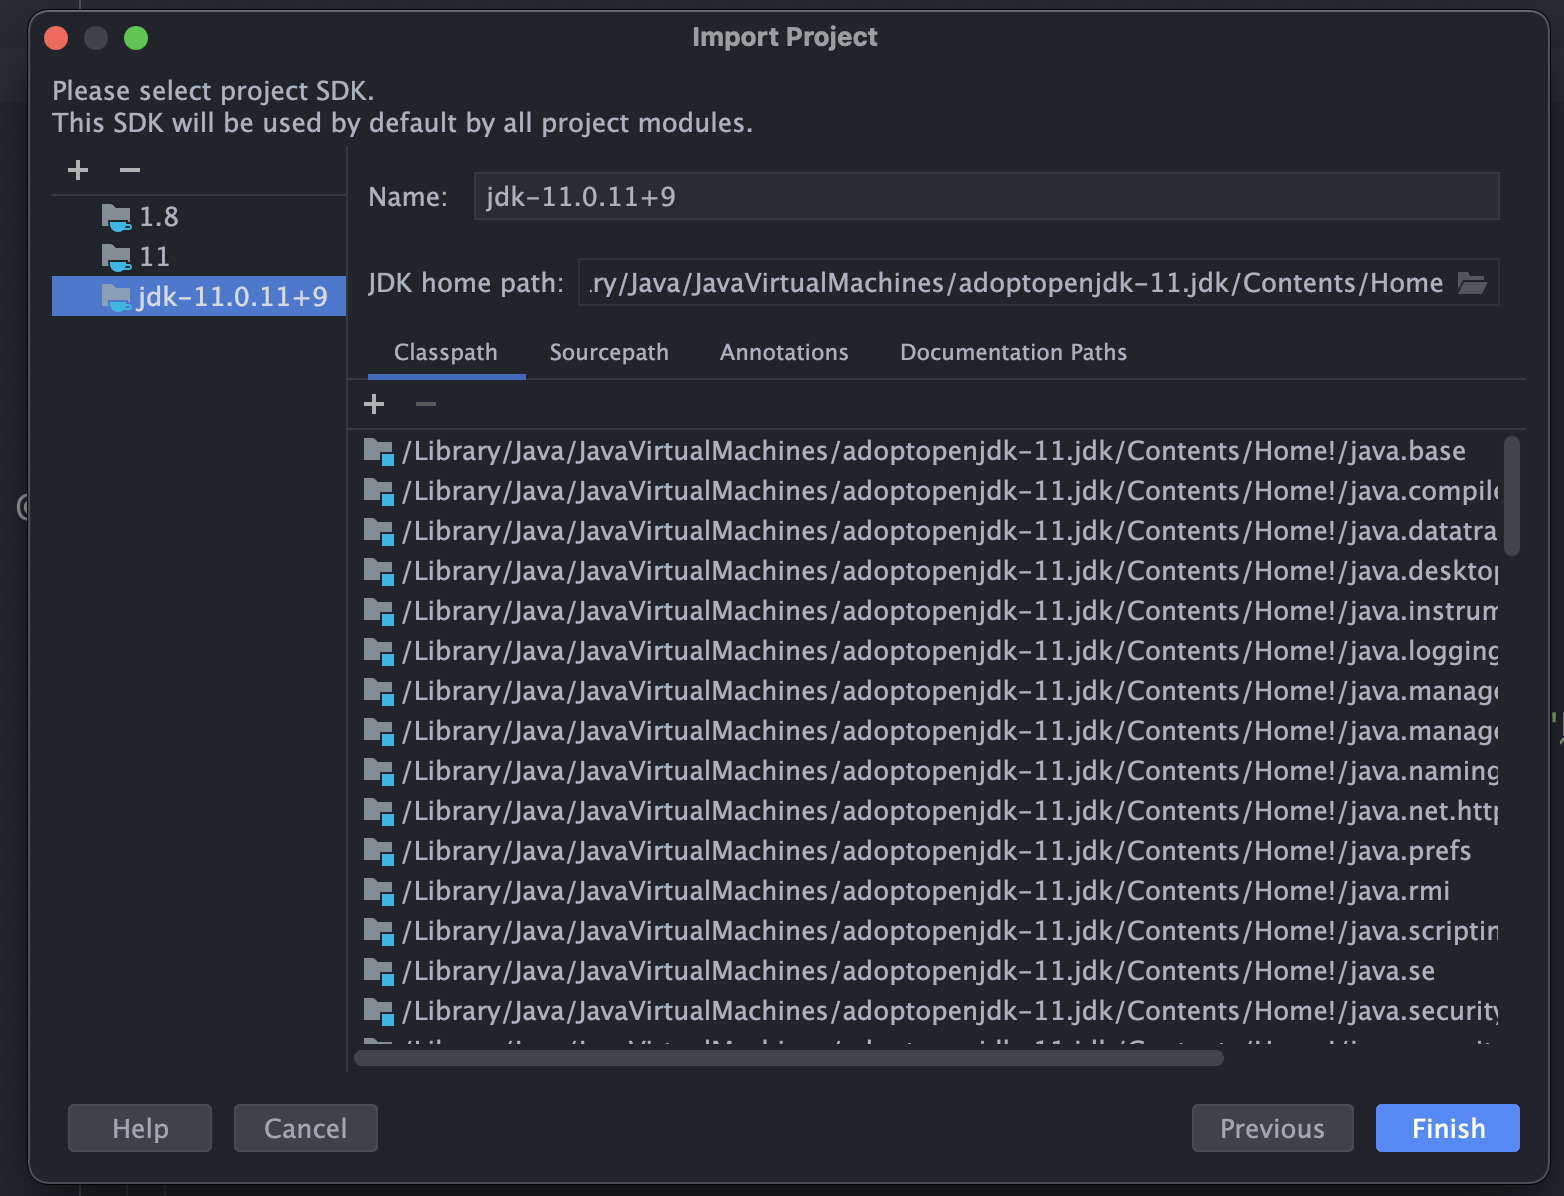 Import Project
Please select project SDK.
This SDK will be used by default by all project modules.
1.8
11
jdk-11.0.11+9
Name: jdk-11.0.11+9
JDK home path: .ry/Java/JavaVirtualMachines/adoptopenjdk-11.jdk/Contents/Home
Classpath Sourcepath Annotations Documentation Paths
/Library/Java/JavaVirtualMachines/adoptopenjdk-11.jdk/Contents/Home!/java.base
/Library/Java/JavaVirtualMachines/adoptopenjdk-11.jdk/Contents/Home!/java.compile
/Library/Java/JavaVirtualMachines/adoptopenjdk-11.jdk/Contents/Home!/java.datatra
/Library/Java/JavaVirtualMachines/adoptopenjdk-11.jdk/Contents/Home!/java.desktop
/Library/Java/JavaVirtualMachines/adoptopenjdk-11.jdk/Contents/Home!/java.instrum
/Library/Java/JavaVirtualMachines/adoptopenjdk-11.jdk/Contents/Home!/java.logging
/Library/Java/JavaVirtualMachines/adoptopenjdk-11.jdk/Contents/Home!/java.manage
/Library/Java/JavaVirtualMachines/adoptopenjdk-11.jdk/Contents/Home!/java.manage
/Library/Java/JavaVirtualMachines/adoptopenjdk-11.jdk/Contents/Home!/java.naming
/Library/Java/JavaVirtualMachines/adoptopenjdk-11.jdk/Contents/Home!/java.net.http
/Library/Java/JavaVirtualMachines/adoptopenjdk-11.jdk/Contents/Home!/java.prefs
/Library/Java/JavaVirtualMachines/adoptopenjdk-11.jdk/Contents/Home!/java.rmi
/Library/Java/JavaVirtualMachines/adoptopenjdk-11.jdk/Contents/Home!/java.scriptin
/Library/Java/JavaVirtualMachines/adoptopenjdk-11.jdk/Contents/Home!/java.se
/Library/Java/JavaVirtualMachines/adoptopenjdk-11.jdk/Contents/Home!/java.security
Help Cancel Previous Finish